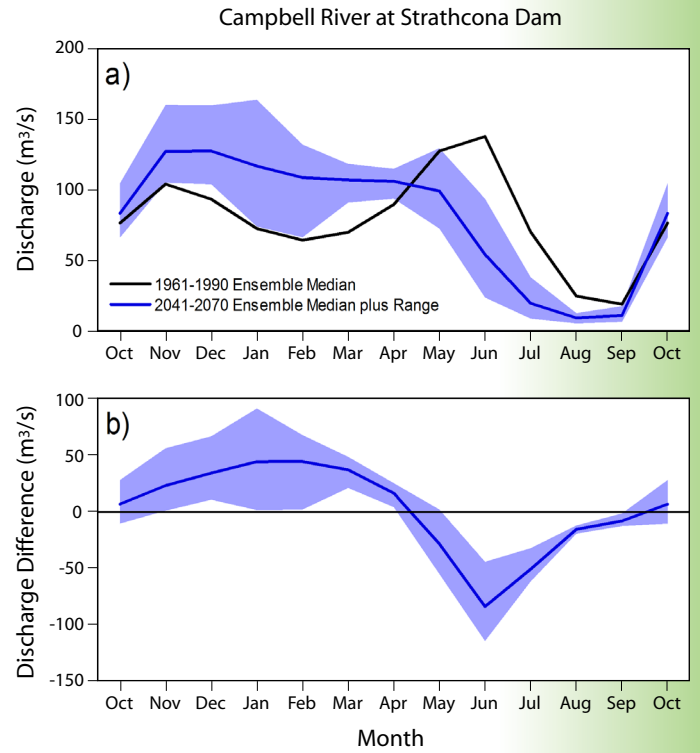 Campbell River at Strathcona Dam
a)
Discharge (m³/s)
200
150
100
50
0
1961-1990 Ensemble Median
2041-2070 Ensemble Median plus Range
Oct Nov Dec Jan Feb Mar Apr May Jun Jul Aug Sep Oct
b)
Discharge Difference (m³/s)
100
50
0
-50
-100
-150
Oct Nov Dec Jan Feb Mar Apr May Jun Jul Aug Sep Oct
Month